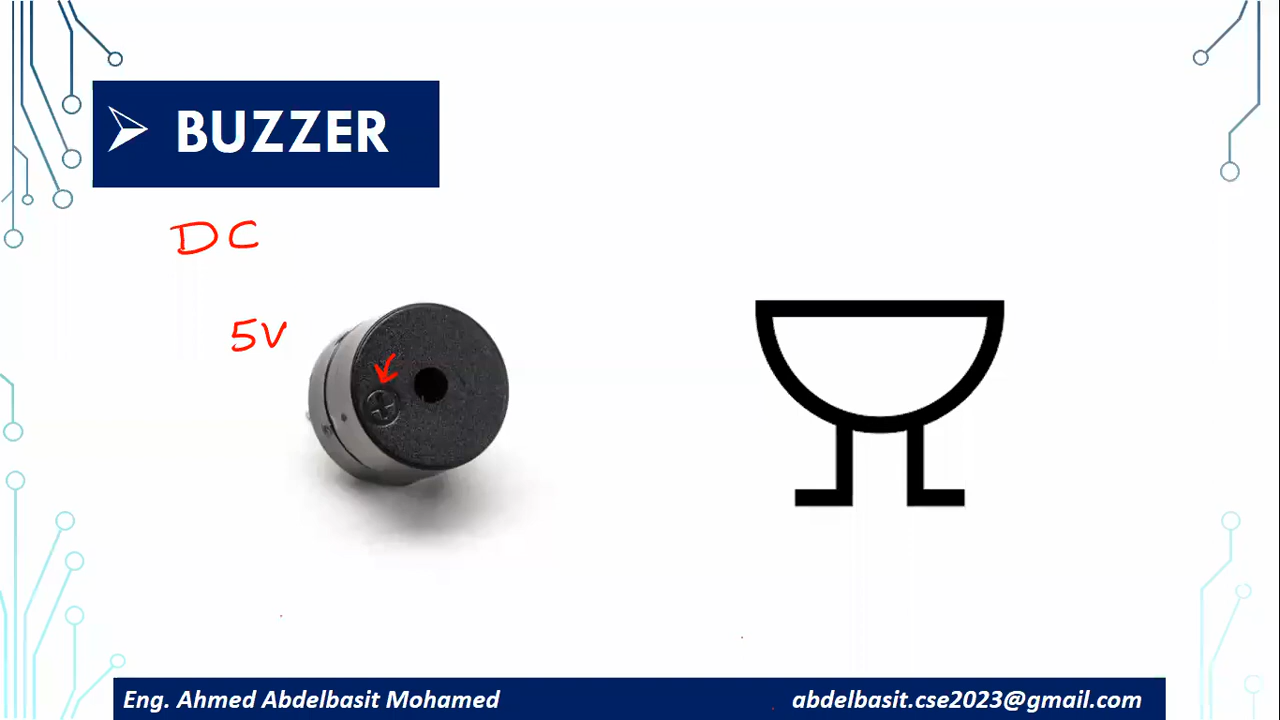 BUZZER
DC
5V
+
Eng. Ahmed Abdelbasit Mohamed
abdelbasit.cse2023@gmail.com